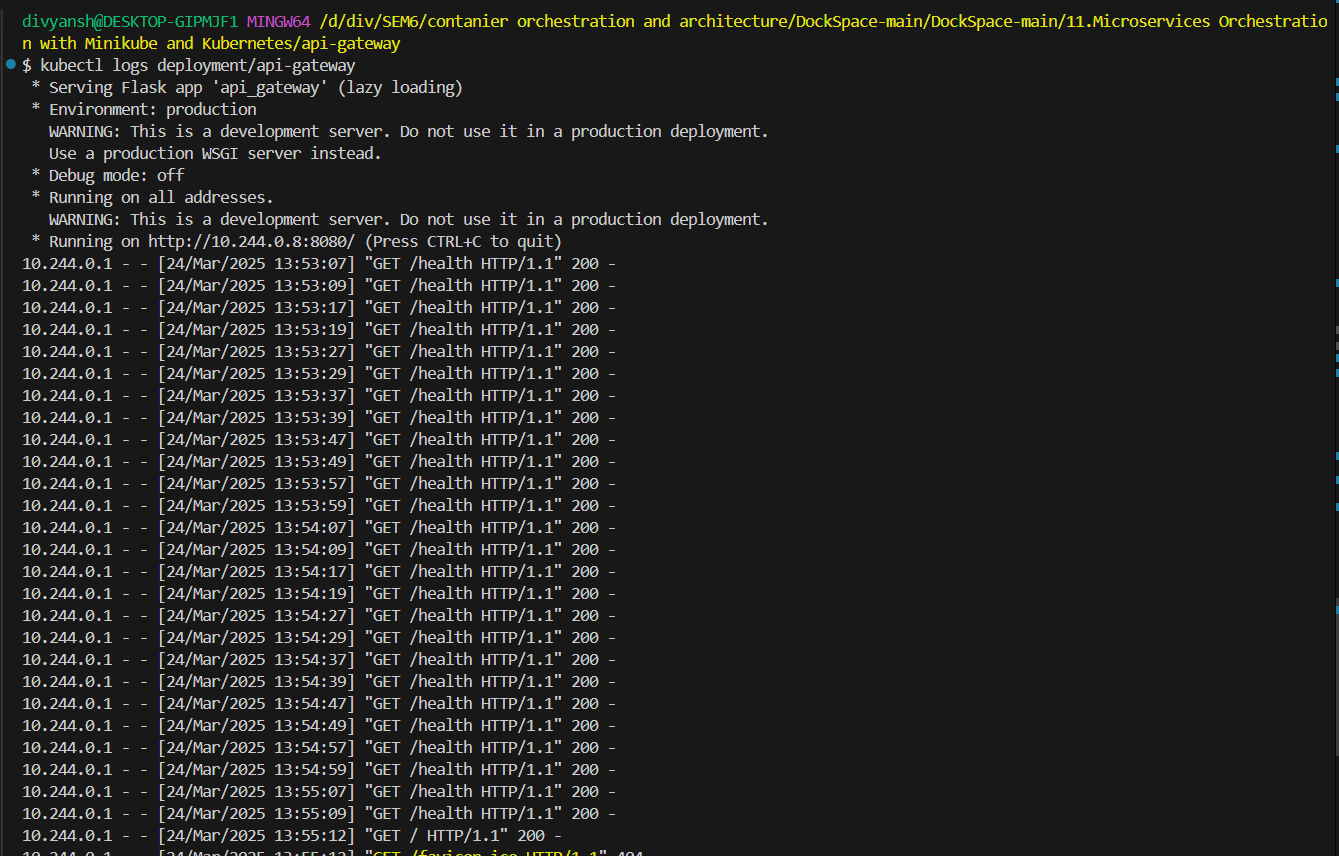 divyansh@DESKTOP-GIPMJF1 MINGW64 /d/div/SEM6/contanier orchestration and architecture/DockSpace-main/DockSpace-main/11.Microservices Orchestratio
n with Minikube and Kubernetes/api-gateway
$ kubectl logs deployment/api-gateway
 * Serving Flask app 'api_gateway' (lazy loading)
 * Environment: production
   WARNING: This is a development server. Do not use it in a production deployment.
   Use a production WSGI server instead.
 * Debug mode: off
 * Running on all addresses.
   WARNING: This is a development server. Do not use it in a production deployment.
 * Running on http://10.244.0.8:8080/ (Press CTRL+C to quit)
10.244.0.1 - - [24/Mar/2025 13:53:07] "GET /health HTTP/1.1" 200 -
10.244.0.1 - - [24/Mar/2025 13:53:09] "GET /health HTTP/1.1" 200 -
10.244.0.1 - - [24/Mar/2025 13:53:17] "GET /health HTTP/1.1" 200 -
10.244.0.1 - - [24/Mar/2025 13:53:19] "GET /health HTTP/1.1" 200 -
10.244.0.1 - - [24/Mar/2025 13:53:27] "GET /health HTTP/1.1" 200 -
10.244.0.1 - - [24/Mar/2025 13:53:29] "GET /health HTTP/1.1" 200 -
10.244.0.1 - - [24/Mar/2025 13:53:37] "GET /health HTTP/1.1" 200 -
10.244.0.1 - - [24/Mar/2025 13:53:39] "GET /health HTTP/1.1" 200 -
10.244.0.1 - - [24/Mar/2025 13:53:47] "GET /health HTTP/1.1" 200 -
10.244.0.1 - - [24/Mar/2025 13:53:49] "GET /health HTTP/1.1" 200 -
10.244.0.1 - - [24/Mar/2025 13:53:57] "GET /health HTTP/1.1" 200 -
10.244.0.1 - - [24/Mar/2025 13:53:59] "GET /health HTTP/1.1" 200 -
10.244.0.1 - - [24/Mar/2025 13:54:07] "GET /health HTTP/1.1" 200 -
10.244.0.1 - - [24/Mar/2025 13:54:09] "GET /health HTTP/1.1" 200 -
10.244.0.1 - - [24/Mar/2025 13:54:17] "GET /health HTTP/1.1" 200 -
10.244.0.1 - - [24/Mar/2025 13:54:19] "GET /health HTTP/1.1" 200 -
10.244.0.1 - - [24/Mar/2025 13:54:27] "GET /health HTTP/1.1" 200 -
10.244.0.1 - - [24/Mar/2025 13:54:29] "GET /health HTTP/1.1" 200 -
10.244.0.1 - - [24/Mar/2025 13:54:37] "GET /health HTTP/1.1" 200 -
10.244.0.1 - - [24/Mar/2025 13:54:39] "GET /health HTTP/1.1" 200 -
10.244.0.1 - - [24/Mar/2025 13:54:47] "GET /health HTTP/1.1" 200 -
10.244.0.1 - - [24/Mar/2025 13:54:49] "GET /health HTTP/1.1" 200 -
10.244.0.1 - - [24/Mar/2025 13:54:57] "GET /health HTTP/1.1" 200 -
10.244.0.1 - - [24/Mar/2025 13:54:59] "GET /health HTTP/1.1" 200 -
10.244.0.1 - - [24/Mar/2025 13:55:07] "GET /health HTTP/1.1" 200 -
10.244.0.1 - - [24/Mar/2025 13:55:09] "GET /health HTTP/1.1" 200 -
10.244.0.1 - - [24/Mar/2025 13:55:12] "GET / HTTP/1.1" 200 -
10.244.0.1 - - [24/Mar/2025 "GET /favicon.ico HTTP/1.1" 404